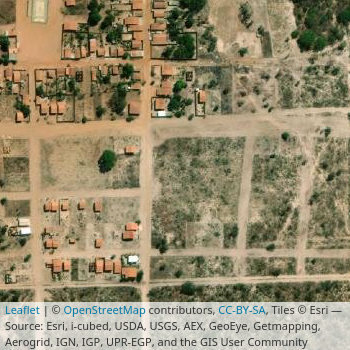 Leaflet | © OpenStreetMap contributors, CC-BY-SA, Tiles © Esri —
Source: Esri, i-cubed, USDA, USGS, AEX, GeoEye, Getmapping,
Aerogrid, IGN, IGP, UPR-EGP, and the GIS User Community